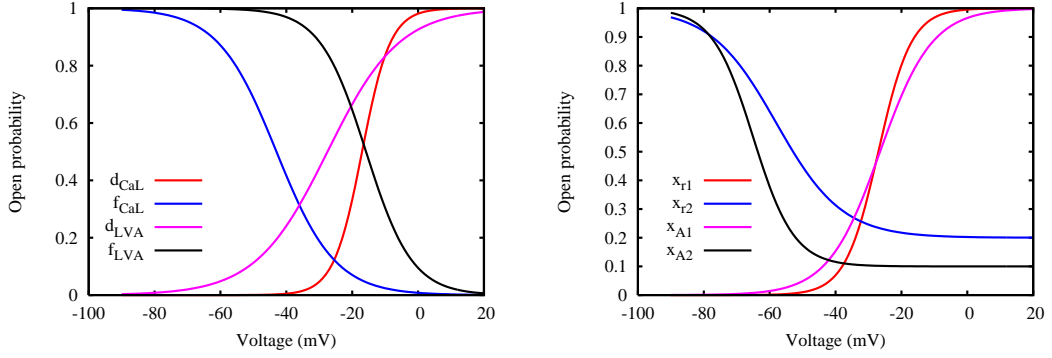 1
0.8
0.6
0.4
0.2
0
-100
-80
-60
-40
-20
0
20
Open probability
Voltage (mV)
d_CaL
f_CaL
d_LVA
f_LVA
1
0.9
0.8
0.7
0.6
0.5
0.4
0.3
0.2
0.1
0
-100
-80
-60
-40
-20
0
20
Open probability
Voltage (mV)
x_r1
x_r2
x_A1
x_A2